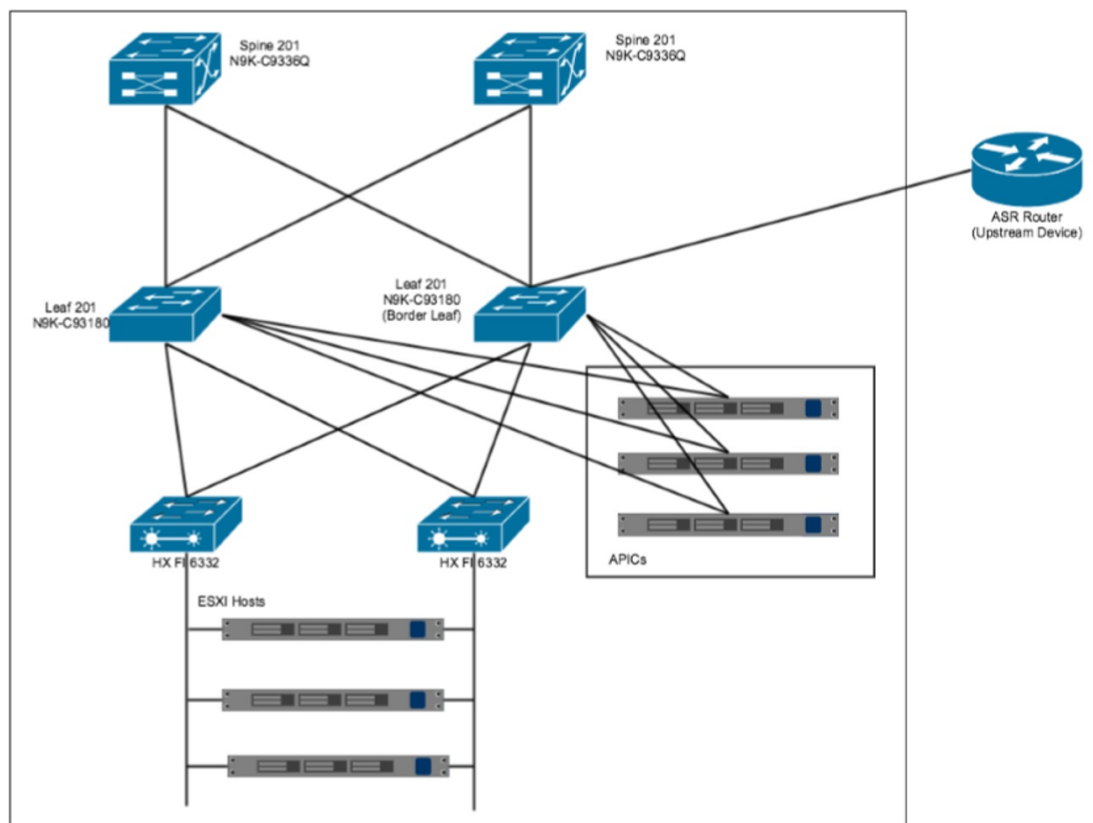 Spine 201
N9K-C9336Q
Spine 201
N9K-C9336Q
ASR Router
(Upstream Device)
Leaf 201
N9K-C93180
Leaf 201
N9K-C93180
(Border Leaf)
APICs
HX FI 6332
HX FI 6332
ESXI Hosts